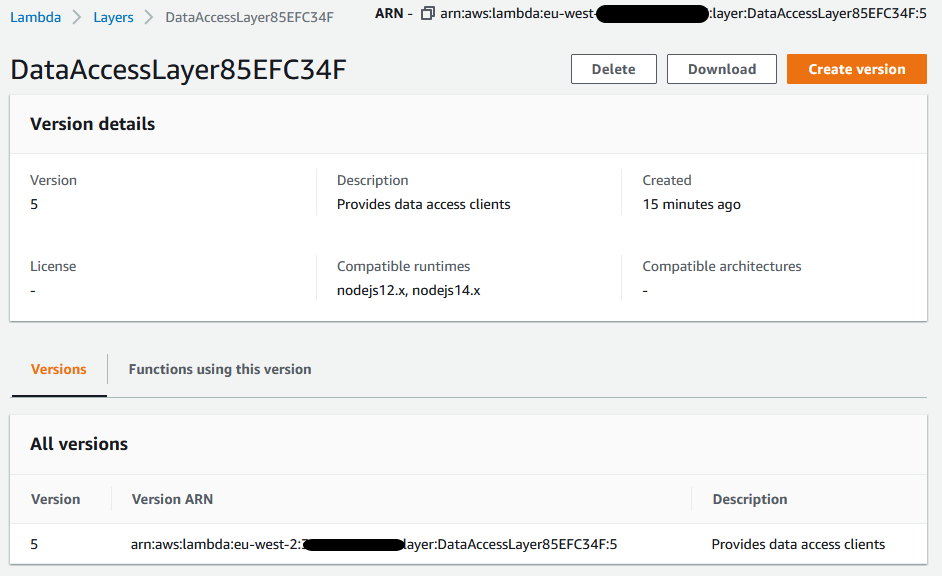 Lambda > Layers > DataAccessLayer85EFC34F ARN - arn:aws:lambda:eu-west- :layer:DataAccessLayer85EFC34F:5
DataAccessLayer85EFC34F Delete Download Create version
Version details
Version Description Created
5 Provides data access clients 15 minutes ago
License Compatible runtimes Compatible architectures
- nodejs12.x, nodejs14.x -
Versions Functions using this version
All versions
Version Version ARN Description
5 arn:aws:lambda:eu-west-2: layer:DataAccessLayer85EFC34F:5 Provides data access clients